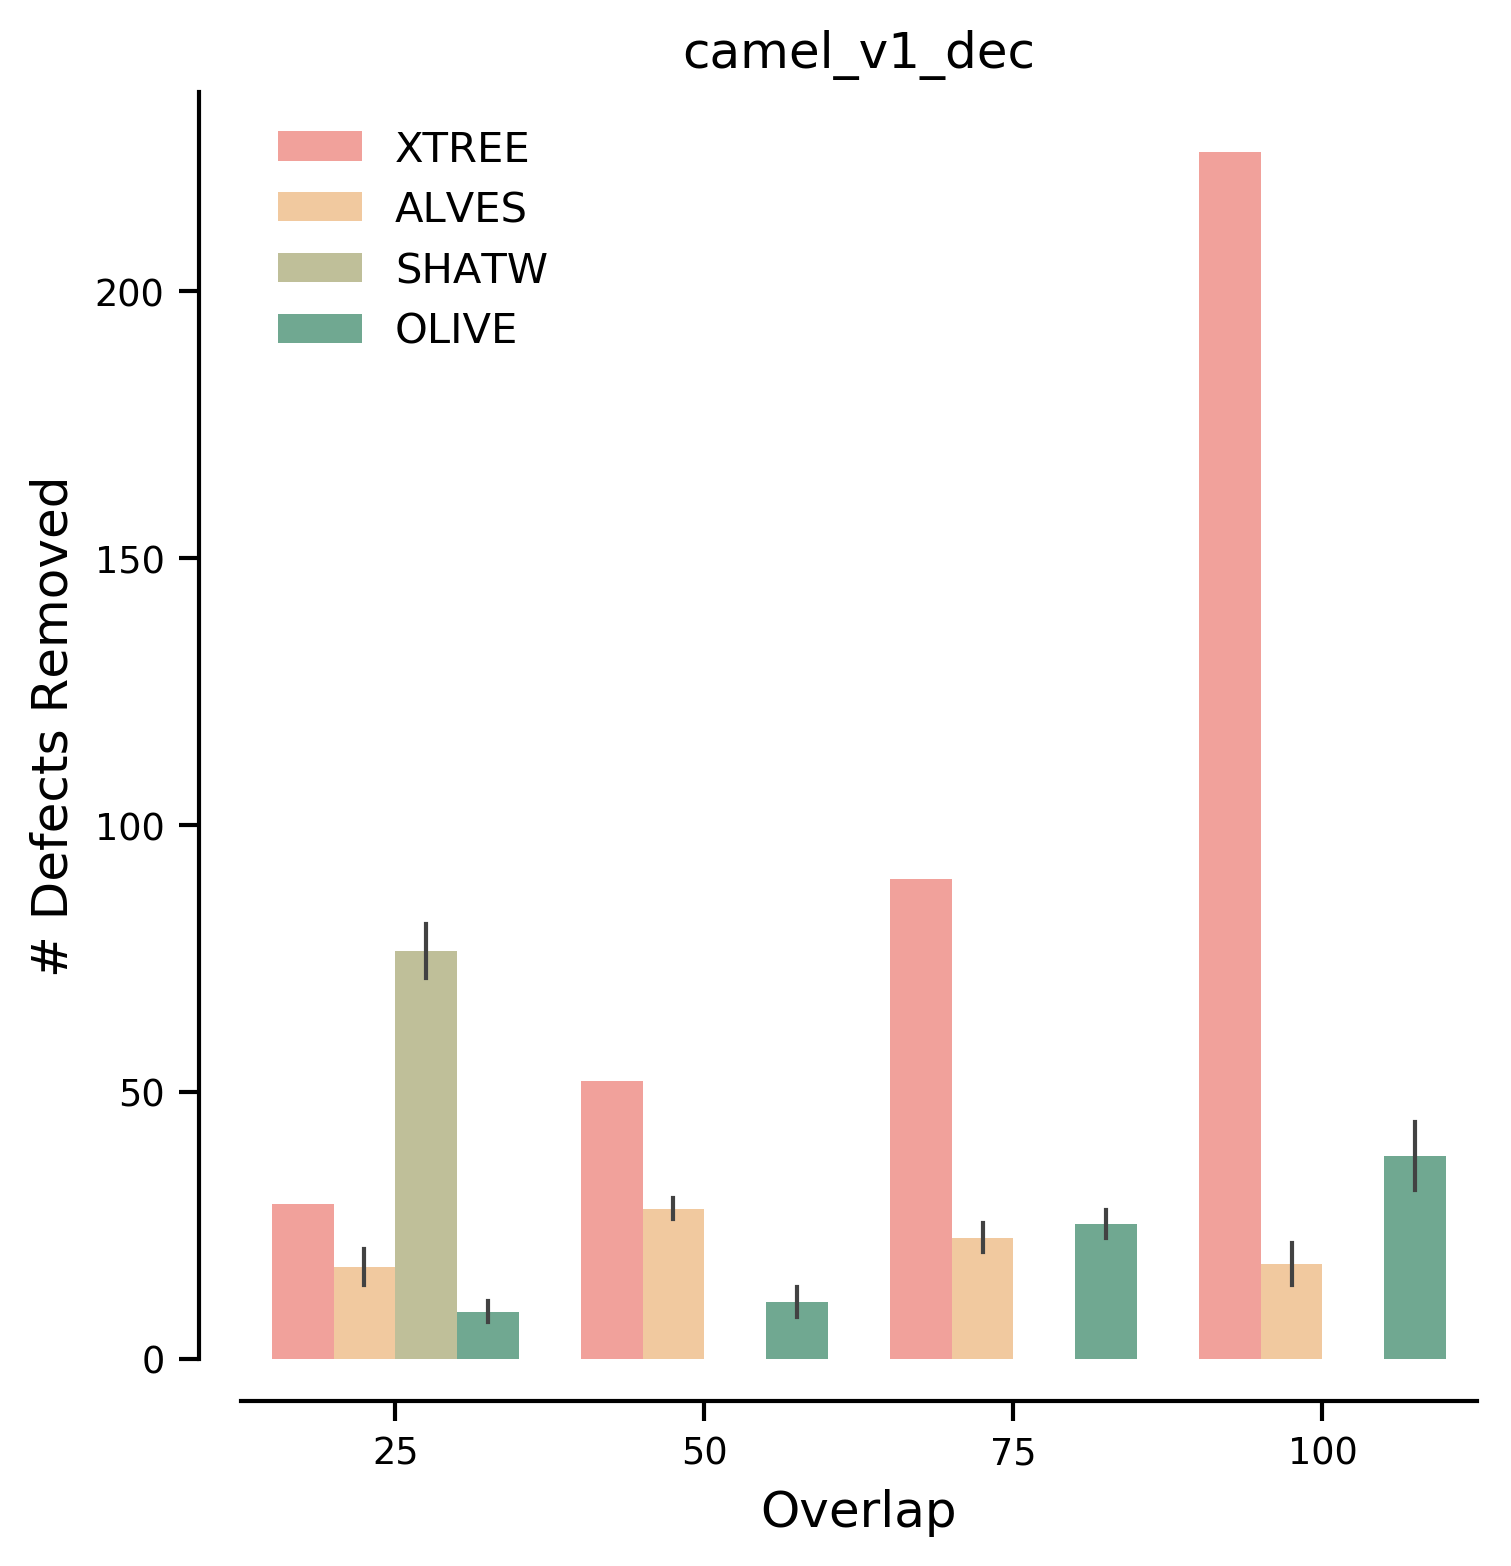 camel_v1_dec
XTREE
ALVES
SHATW
OLIVE
# Defects Removed
200
150
100
50
0
25 50 75 100
Overlap